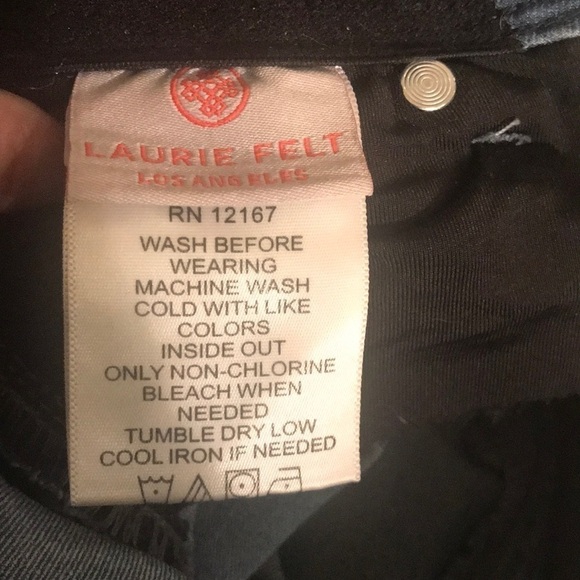 LAURIE FELT
LOS ANGELES
RN 12167
WASH BEFORE
WEARING
MACHINE WASH
COLD WITH LIKE
COLORS
INSIDE OUT
ONLY NON-CHLORINE
BLEACH WHEN
NEEDED
TUMBLE DRY LOW
COOL IRON IF NEEDED